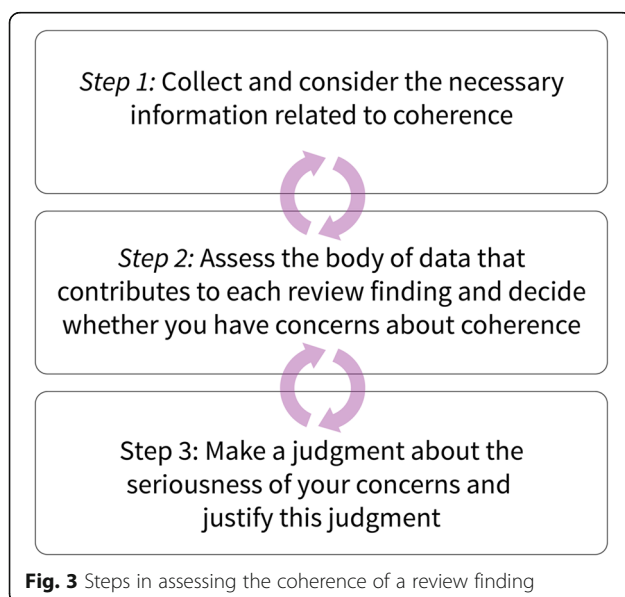 Step 1: Collect and consider the necessary
information related to coherence
Step 2: Assess the body of data that
contributes to each review finding and decide
whether you have concerns about coherence
Step 3: Make a judgment about the
seriousness of your concerns and
justify this judgment
Fig. 3 Steps in assessing the coherence of a review finding